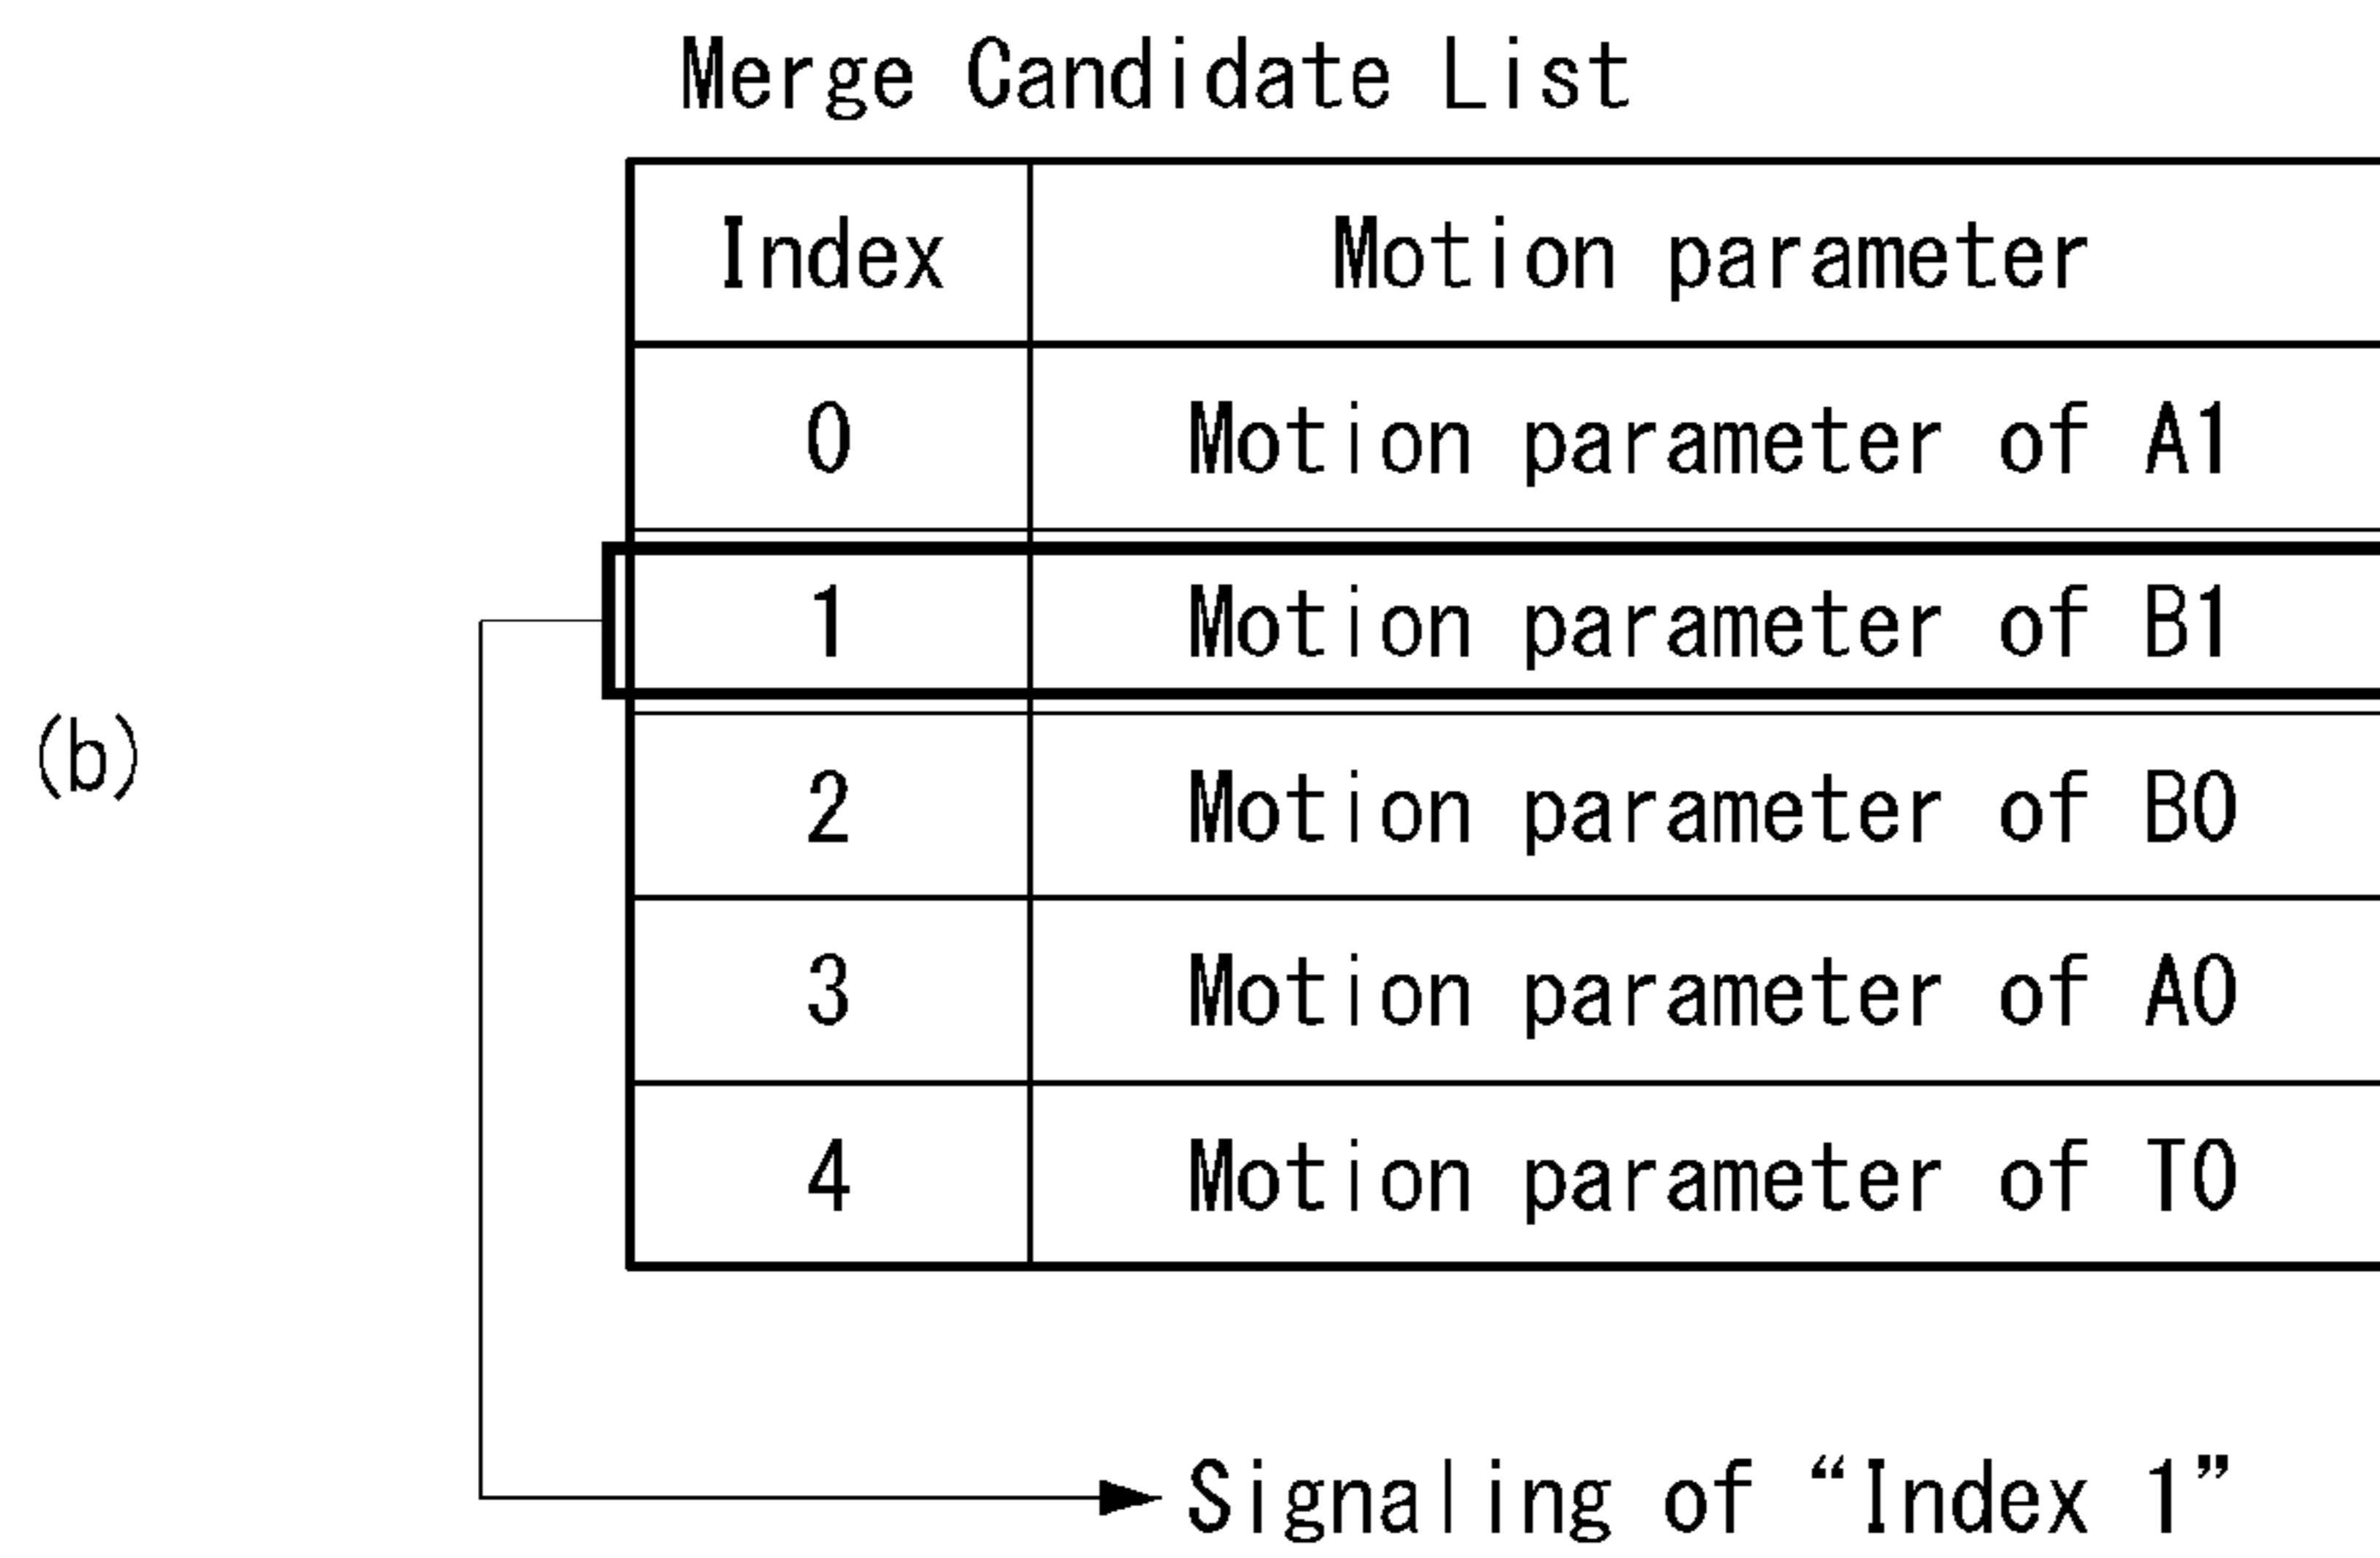 Merge Candidate List
Index Motion parameter
0 Motion parameter of A1
1 Motion parameter of B1
(b)
2 Motion parameter of B0
3 Motion parameter of A0
4 Motion parameter of T0
Signaling of “Index 1”